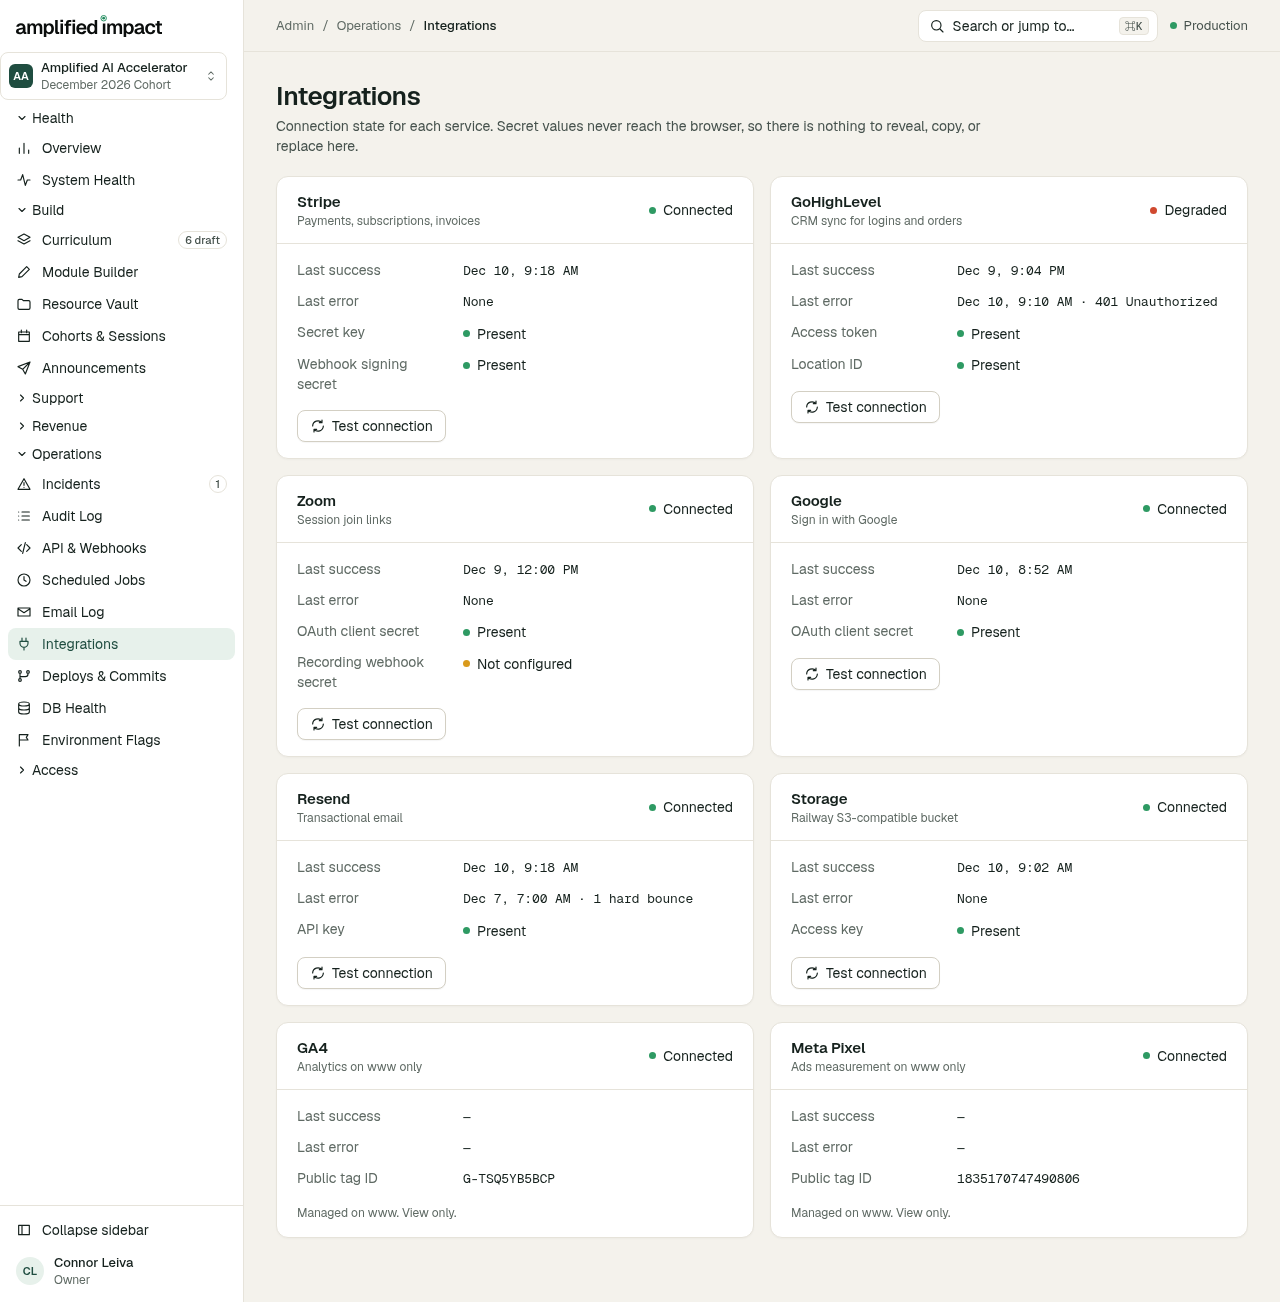 amplified impact
AA
Amplified AI Accelerator
December 2026 Cohort
Health
Overview
System Health
Build
Curriculum
6 draft
Module Builder
Resource Vault
Cohorts & Sessions
Announcements
Support
Revenue
Operations
Incidents
1
Audit Log
API & Webhooks
Scheduled Jobs
Email Log
Integrations
Deploys & Commits
DB Health
Environment Flags
Access
Collapse sidebar
CL
Connor Leiva
Owner
Admin / Operations / Integrations
Search or jump to...
⌘K
Production
Integrations
Connection state for each service. Secret values never reach the browser, so there is nothing to reveal, copy, or
replace here.
Stripe
Payments, subscriptions, invoices
Connected
Last success Dec 10, 9:18 AM
Last error None
Secret key Present
Webhook signing Present
secret
Test connection
GoHighLevel
CRM sync for logins and orders
Degraded
Last success Dec 9, 9:04 PM
Last error Dec 10, 9:10 AM · 401 Unauthorized
Access token Present
Location ID Present
Test connection
Zoom
Session join links
Connected
Last success Dec 9, 12:00 PM
Last error None
OAuth client secret Present
Recording webhook Not configured
secret
Test connection
Google
Sign in with Google
Connected
Last success Dec 10, 8:52 AM
Last error None
OAuth client secret Present
Test connection
Resend
Transactional email
Connected
Last success Dec 10, 9:18 AM
Last error Dec 7, 7:00 AM · 1 hard bounce
API key Present
Test connection
Storage
Railway S3-compatible bucket
Connected
Last success Dec 10, 9:02 AM
Last error None
Access key Present
Test connection
GA4
Analytics on www only
Connected
Last success –
Last error –
Public tag ID G-TSQ5YB5BCP
Managed on www. View only.
Meta Pixel
Ads measurement on www only
Connected
Last success –
Last error –
Public tag ID 1835170747490806
Managed on www. View only.